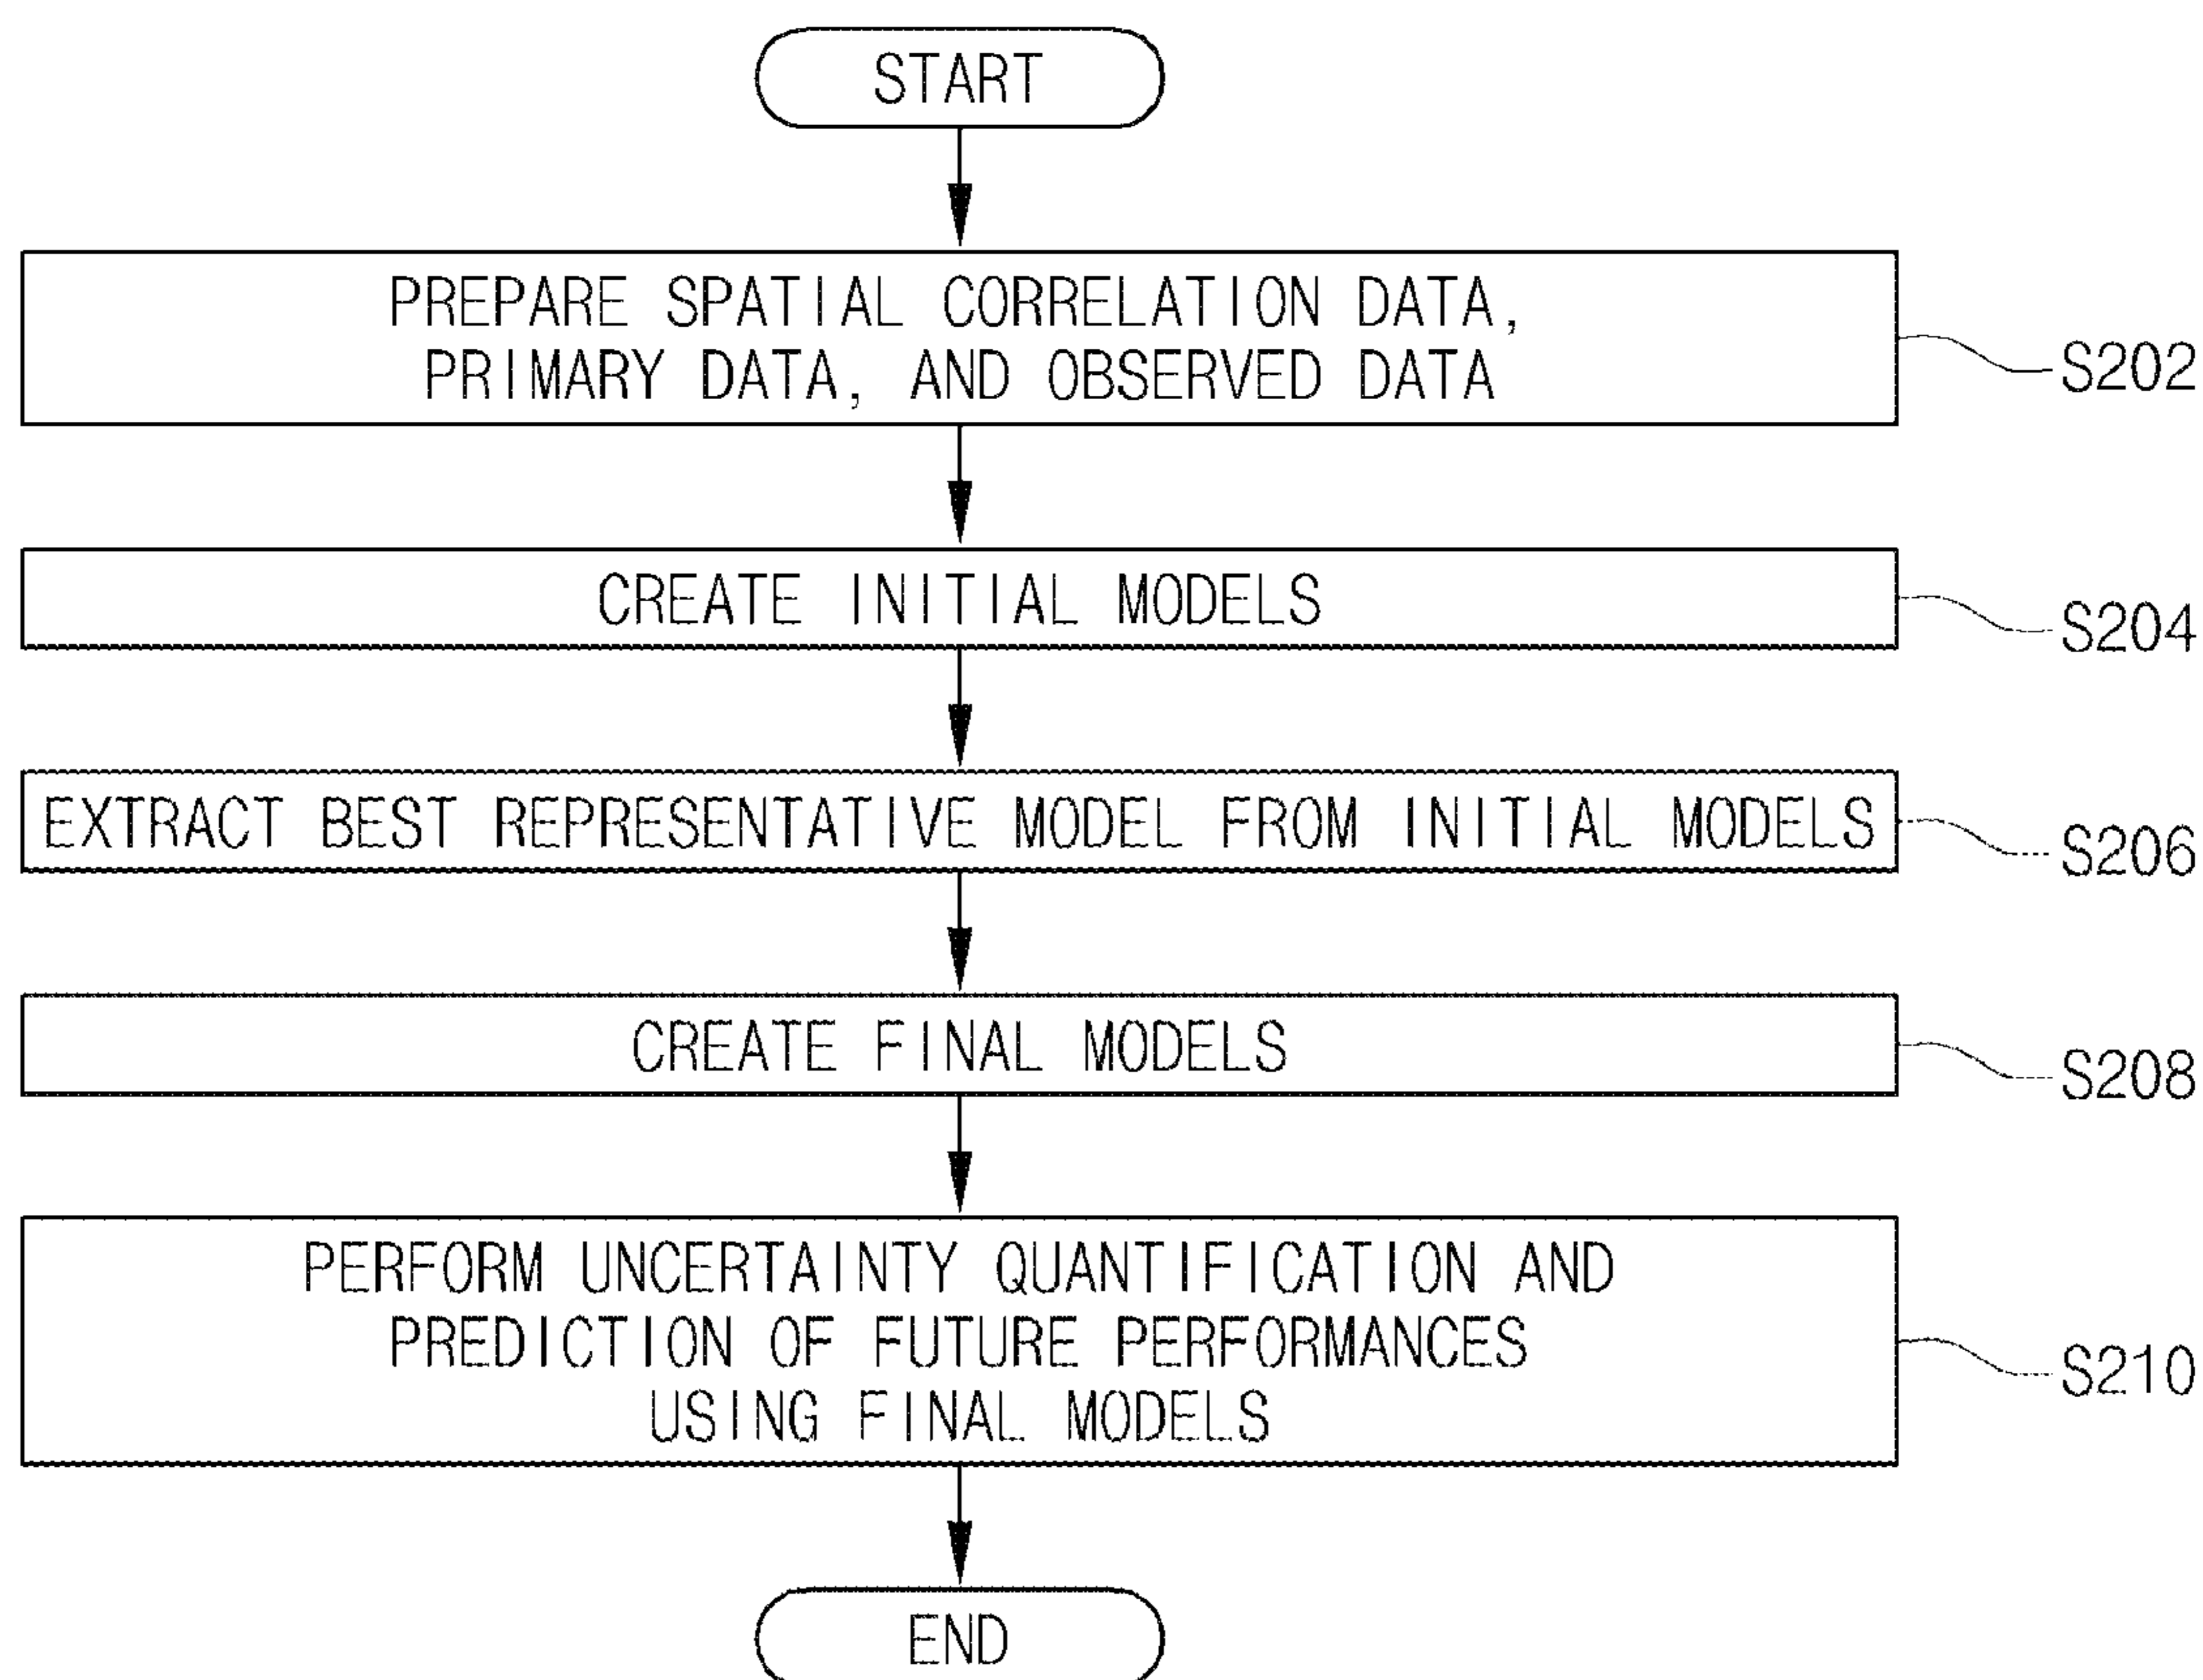 START
PREPARE SPATIAL CORRELATION DATA,
PRIMARY DATA, AND OBSERVED DATA
S202
CREATE INITIAL MODELS
S204
EXTRACT BEST REPRESENTATIVE MODEL FROM INITIAL MODELS
S206
CREATE FINAL MODELS
S208
PERFORM UNCERTAINTY QUANTIFICATION AND
PREDICTION OF FUTURE PERFORMANCES
USING FINAL MODELS
S210
END